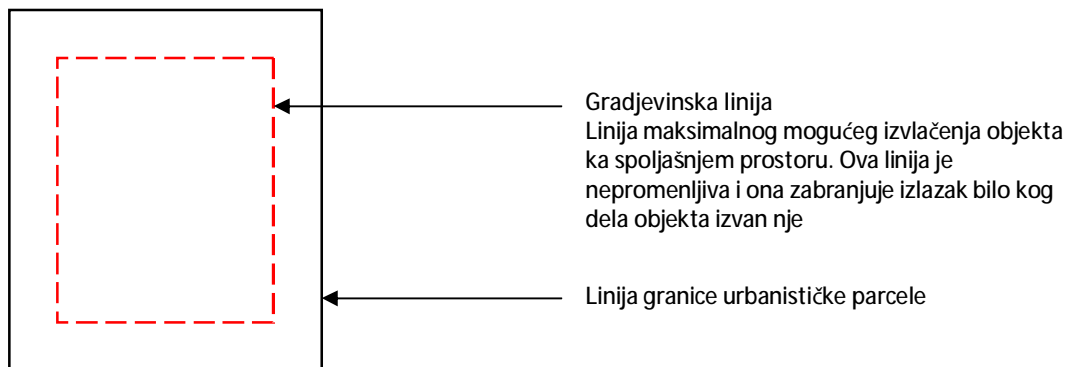 Gradjevinska linija
Linija maksimalnog mogućeg izvlačenja objekta
ka spoljašnjem prostoru. Ova linija je
nepromenljiva i ona zabranjuje izlazak bilo kog
dela objekta izvan nje
Linija granice urbanističke parcele